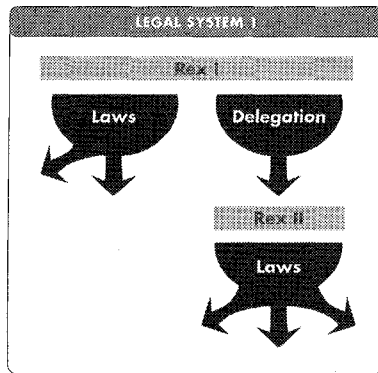 LEGAL SYSTEM 1
Rex I
Laws
Delegation
Rex II
Laws